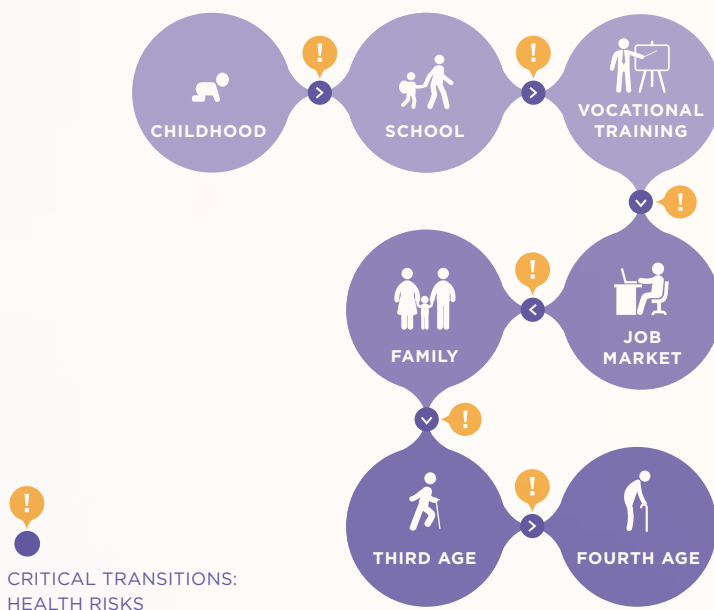 CHILDHOOD
SCHOOL
VOCATIONAL
TRAINING
FAMILY
JOB
MARKET
THIRD AGE
FOURTH AGE
CRITICAL TRANSITIONS:
HEALTH RISKS